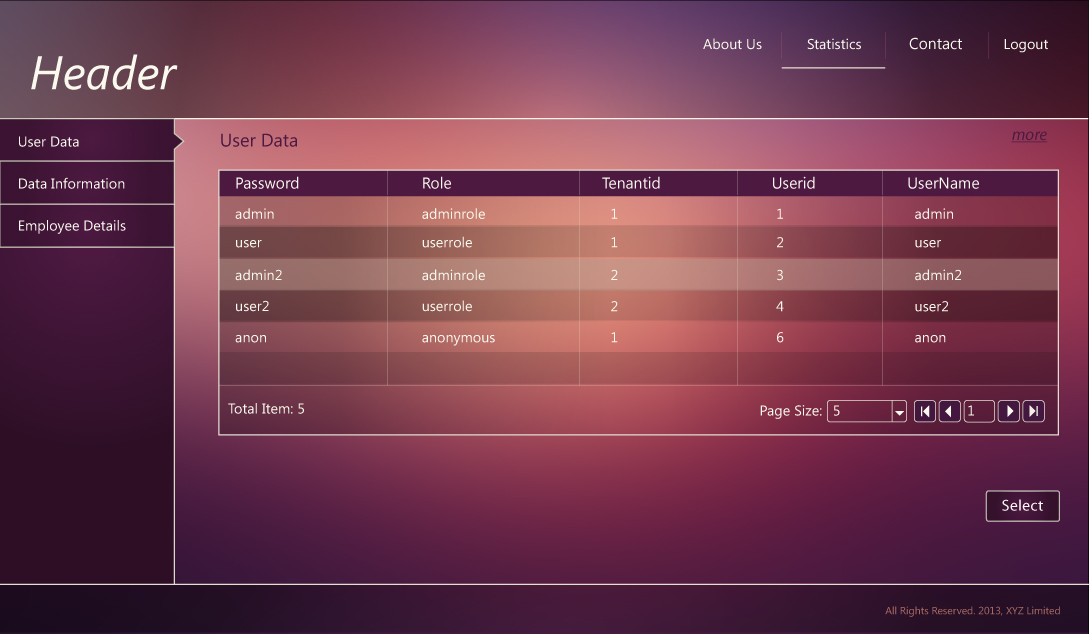 About Us Statistics Contact Logout
Header
User Data
Data Information
Employee Details
User Data more
Password Role Tenantid Userid UserName
admin adminrole 1 1 admin
user userrole 1 2 user
admin2 adminrole 2 3 admin2
user2 userrole 2 4 user2
anon anonymous 1 6 anon
Total Item: 5 Page Size: 5 1
Select
All Rights Reserved. 2013, XYZ Limited